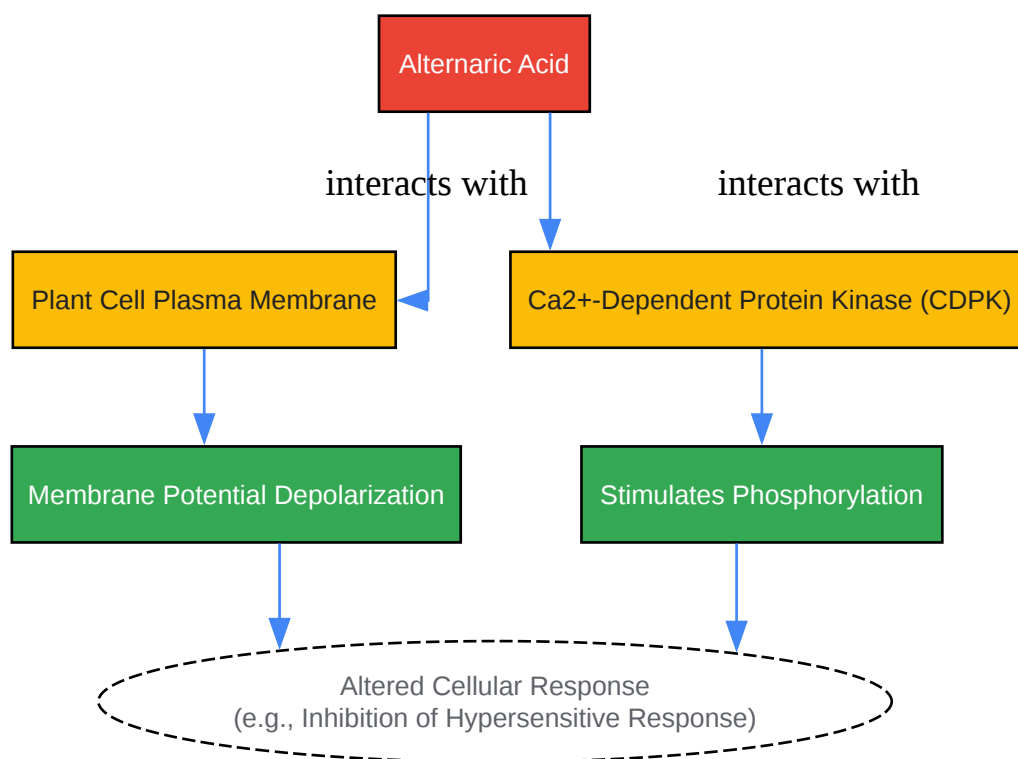 Alternaric Acid
interacts with
interacts with
Plant Cell Plasma Membrane
Ca2+-Dependent Protein Kinase (CDPK)
Membrane Potential Depolarization
Stimulates Phosphorylation
Altered Cellular Response
(e.g., Inhibition of Hypersensitive Response)